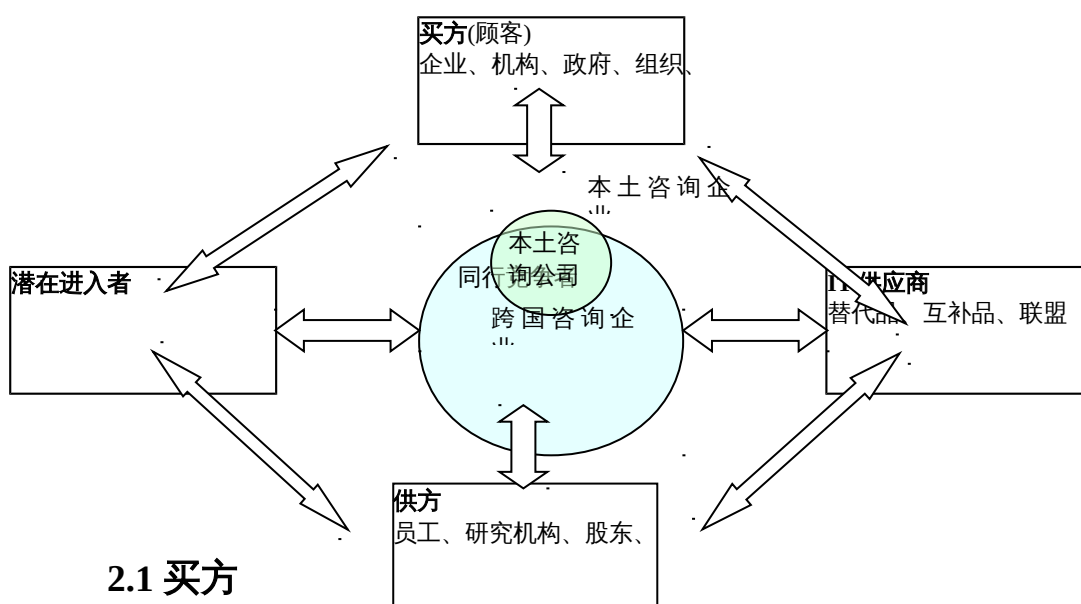 买方(顾客)
企业、机构、政府、组织、
本土咨询企
本土咨
询公司
同行竞争者
跨国咨询企
潜在进入者
供应商
替代品、互补品、联盟
供方
员工、研究机构、股东、
2.1 买方